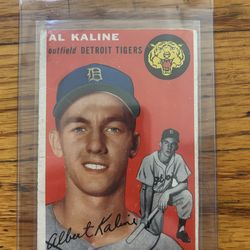 AL KALINE
outfield DETROIT TIGERS
D
Albert Kaline